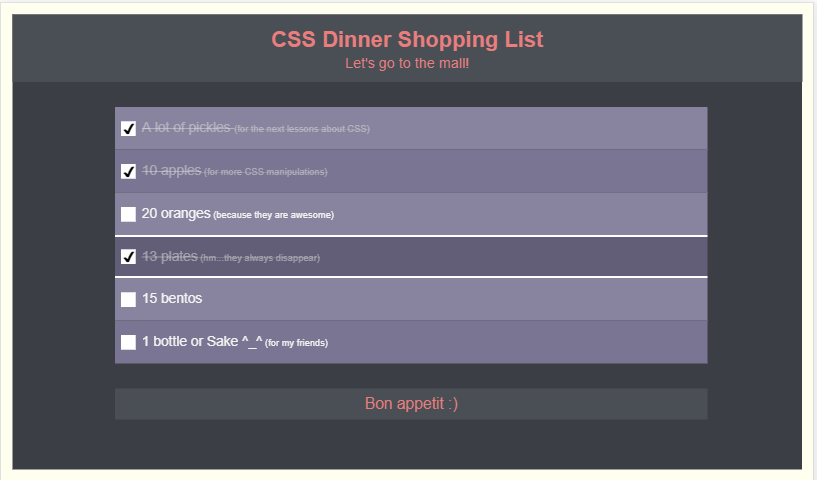 CSS Dinner Shopping List
Let's go to the mall!
A lot of pickles (for the next lessons about CSS)
10 apples (for more CSS manipulations)
20 oranges (because they are awesome)
13 plates (hm...they always disappear)
15 bentos
1 bottle or Sake ^_^ (for my friends)
Bon appetit :)